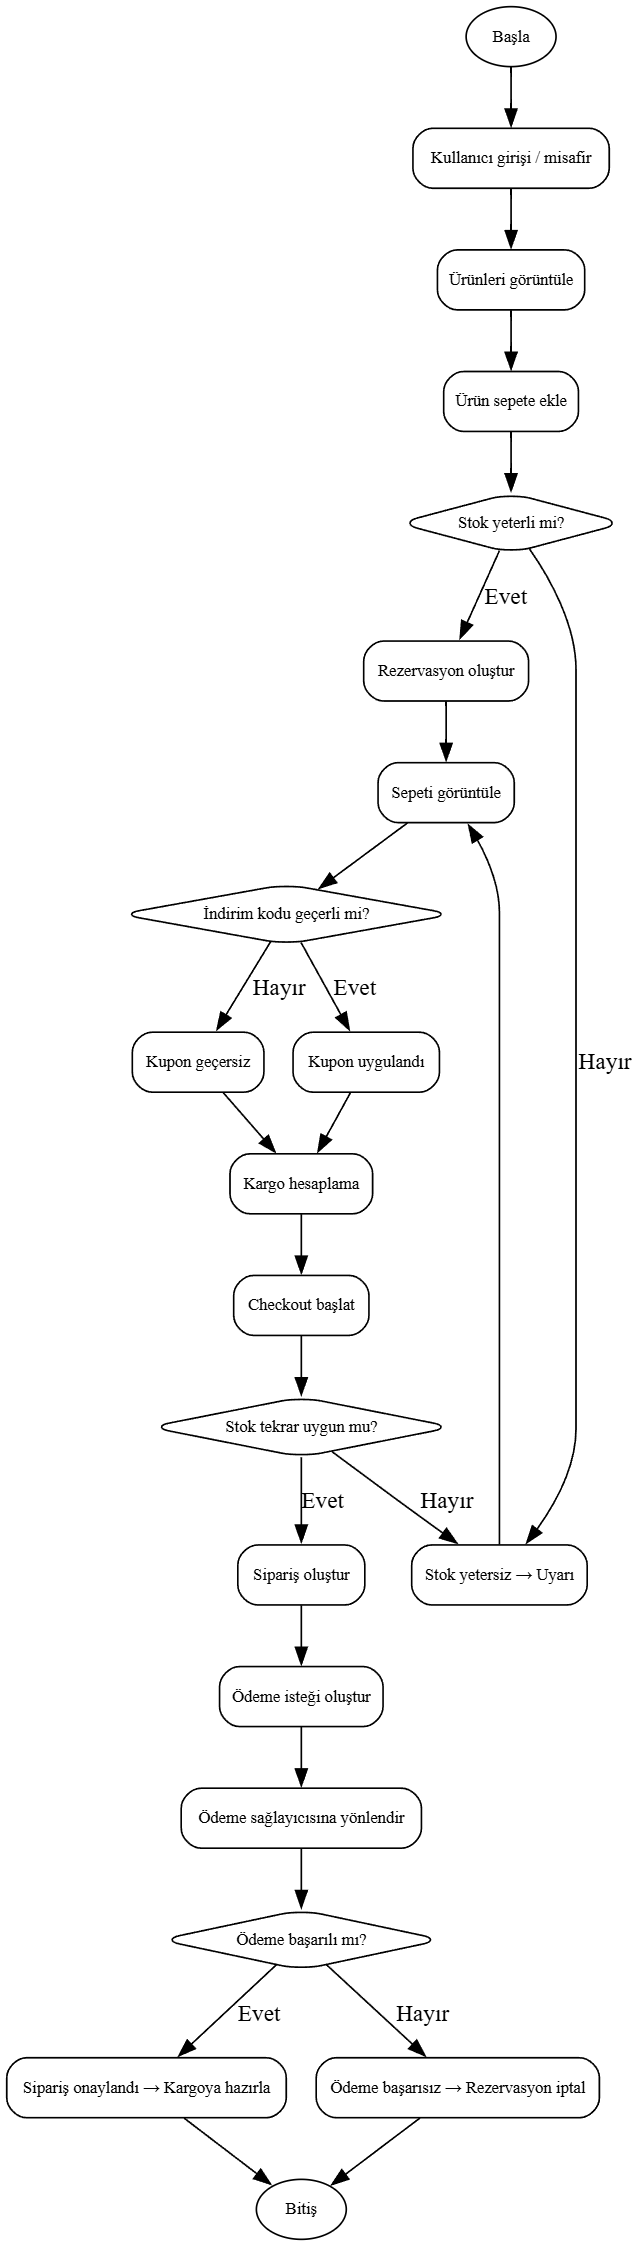 Başla
Kullanıcı girişi / misafir
Ürünleri görüntüle
Ürün sepete ekle
Stok yeterli mi?
Evet
Rezervasyon oluştur
Sepeti görüntüle
İndirim kodu geçerli mi?
Hayır
Evet
Kupon geçersiz
Kupon uygulandı
Hayır
Kargo hesaplama
Checkout başlat
Stok tekrar uygun mu?
Evet
Hayır
Sipariş oluştur
Stok yetersiz → Uyarı
Ödeme isteği oluştur
Ödeme sağlayıcısına yönlendir
Ödeme başarılı mı?
Evet
Hayır
Sipariş onaylandı → Kargoya hazırla
Ödeme başarısız → Rezervasyon iptal
Bitiş